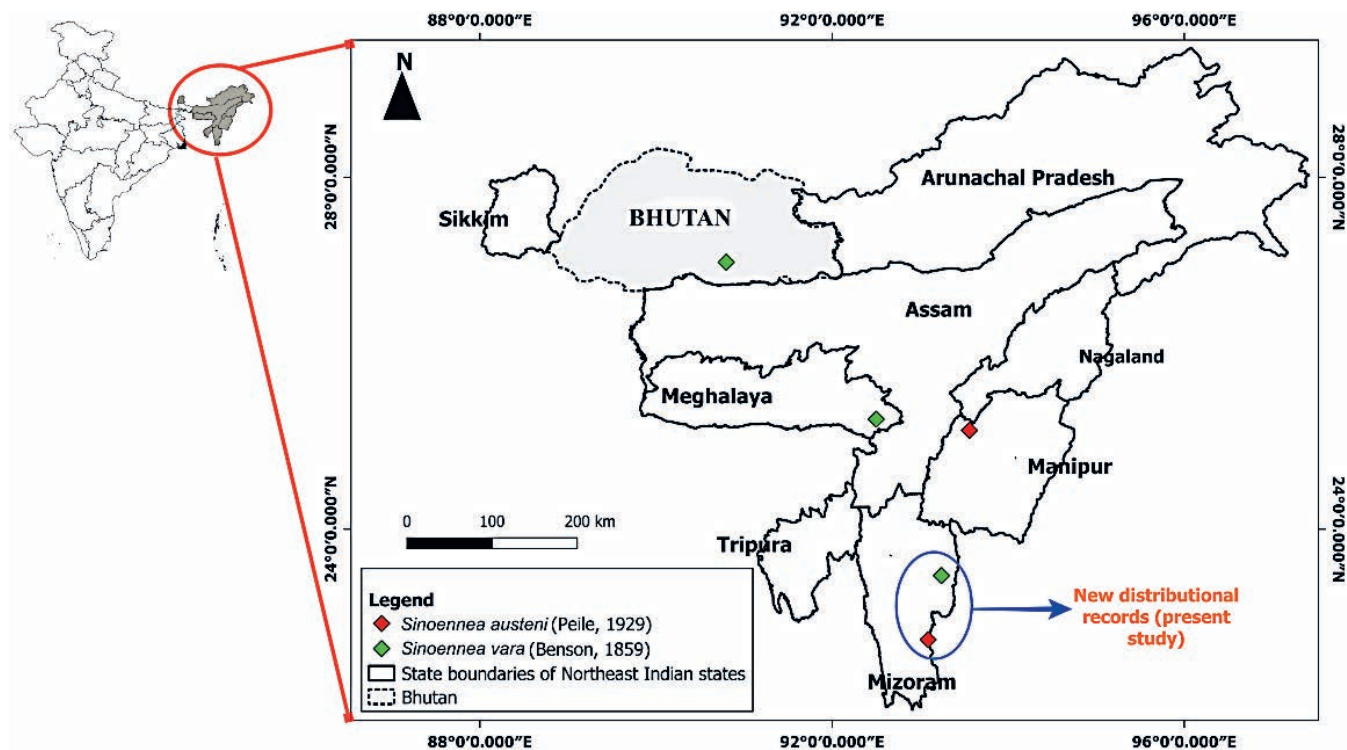 88°0′0.000″E
92°0′0.000″E
96°0′0.000″E
N
28°0′0.000″N
28°0′0.000″N
Arunachal Pradesh
Sikkim
BHUTAN
Assam
Nagaland
Meghalaya
Manipur
24°0′0.000″N
24°0′0.000″N
0 100 200 km
Tripura
Legend
Sinoennea austeni (Peile, 1929)
Sinoennea vara (Benson, 1859)
State boundaries of Northeast Indian states
Bhutan
New distributional
records (present
study)
Mizoram
88°0′0.000″E
92°0′0.000″E
96°0′0.000″E